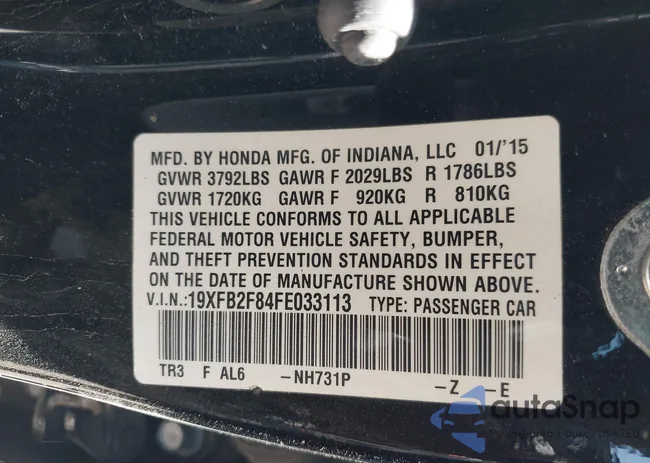 MFD. BY HONDA MFG. OF INDIANA, LLC 01/'15
GVWR 3792LBS GAWR F 2029LBS R 1786LBS
GVWR 1720KG GAWR F 920KG R 810KG
THIS VEHICLE CONFORMS TO ALL APPLICABLE
FEDERAL MOTOR VEHICLE SAFETY, BUMPER,
AND THEFT PREVENTION STANDARDS IN EFFECT
ON THE DATE OF MANUFACTURE SHOWN ABOVE.
V.I.N.:19XFB2F84FE033113 TYPE: PASSENGER CAR
TR3 F AL6 -NH731P -Z -E
autoSnap